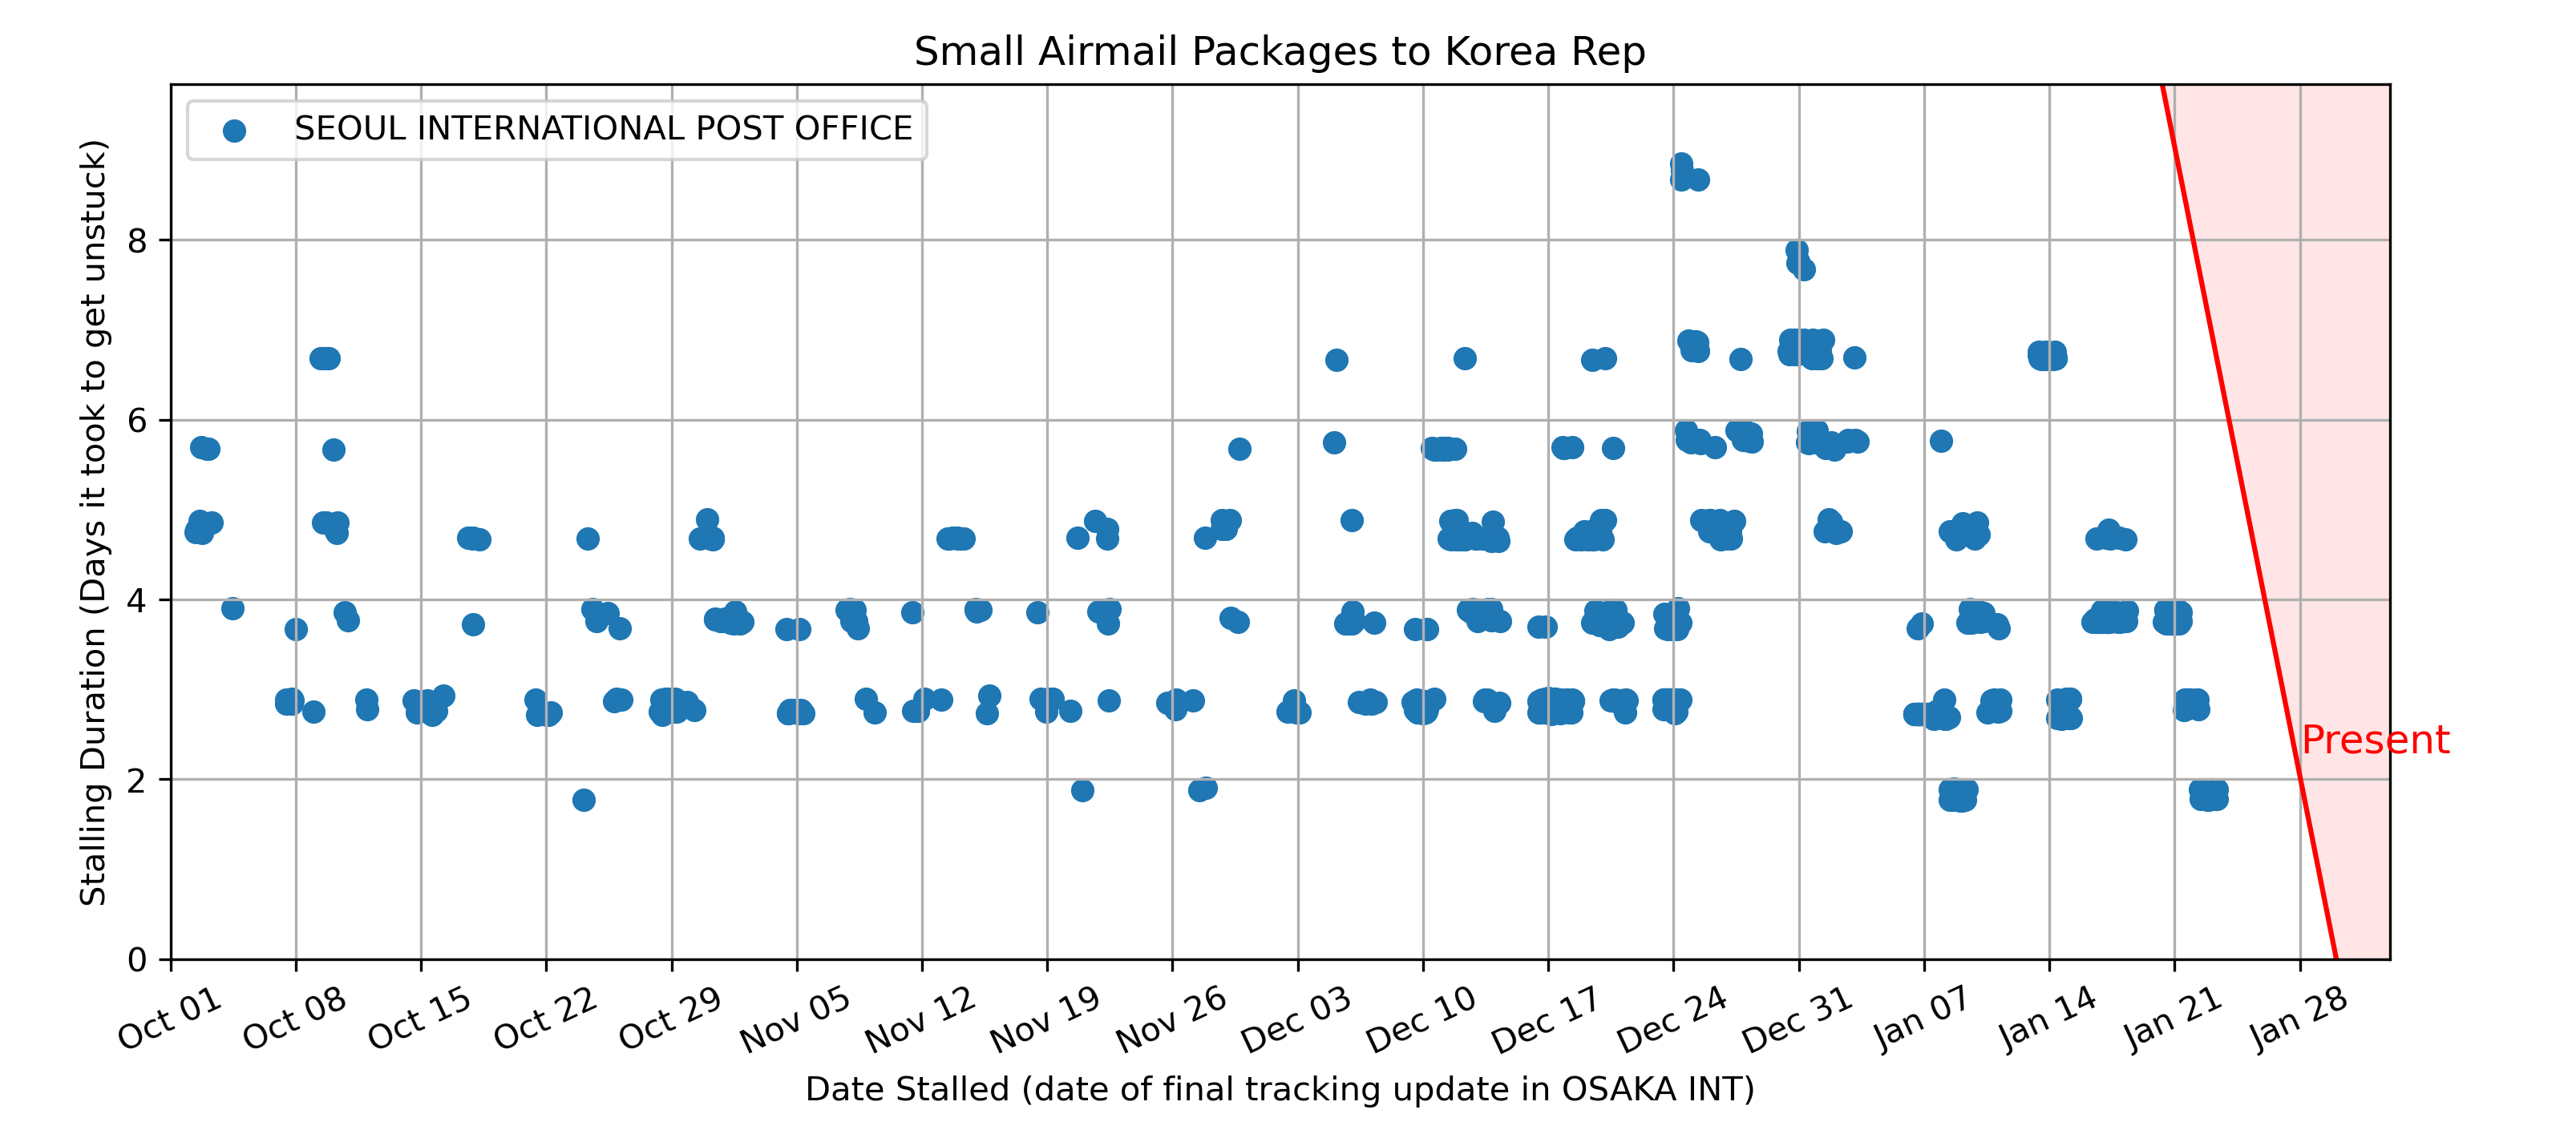 Small Airmail Packages to Korea Rep
SEOUL INTERNATIONAL POST OFFICE
Stalling Duration (Days it took to get unstuck)
8
6
4
2
0
Present
Oct 01
Oct 08
Oct 15
Oct 22
Oct 29
Nov 05
Nov 12
Nov 19
Nov 26
Dec 03
Dec 10
Dec 17
Dec 24
Dec 31
Jan 07
Jan 14
Jan 21
Jan 28
Date Stalled (date of final tracking update in OSAKA INT)